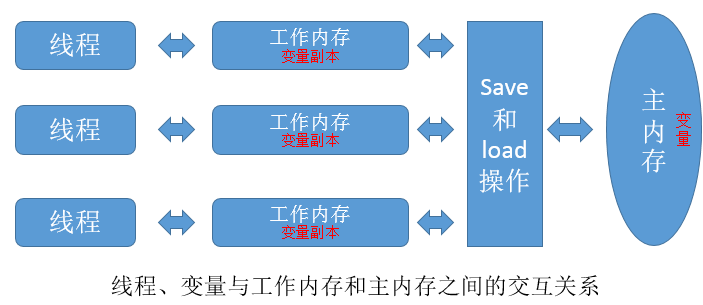 线程
工作内存
变量副本
线程
工作内存
变量副本
线程
工作内存
变量副本
Save
和
load
操作
主内存
变量
线程、变量与工作内存和主内存之间的交互关系